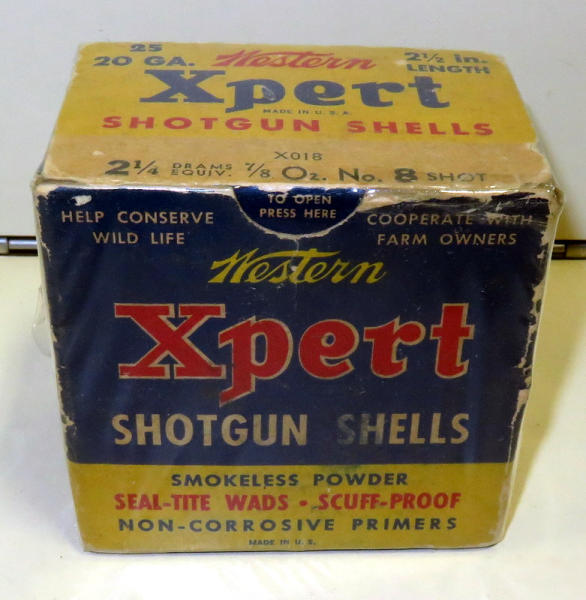 25
20 GA. Western 2½ in.
LENGTH
Xpert
MADE IN U.S.A.
SHOTGUN SHELLS
X018
2¼ DRAMS EQUIV. ⅞ Oz. No. 8 SHOT
TO OPEN
PRESS HERE
HELP CONSERVE
WILD LIFE
COOPERATE WITH
FARM OWNERS
Western
Xpert
SHOTGUN SHELLS
SMOKELESS POWDER
SEAL-TITE WADS • SCUFF-PROOF
NON-CORROSIVE PRIMERS
MADE IN U. S.